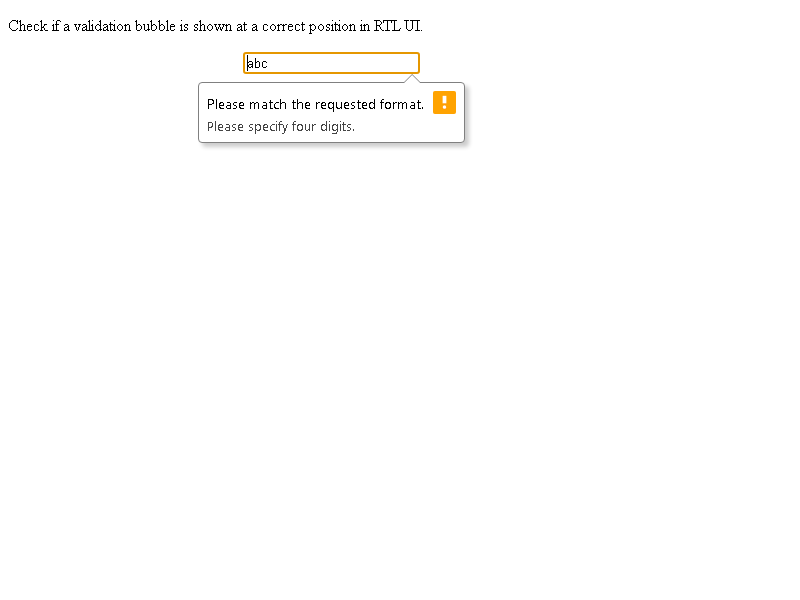 Check if a validation bubble is shown at a correct position in RTL UI.
abc
Please match the requested format.
Please specify four digits.